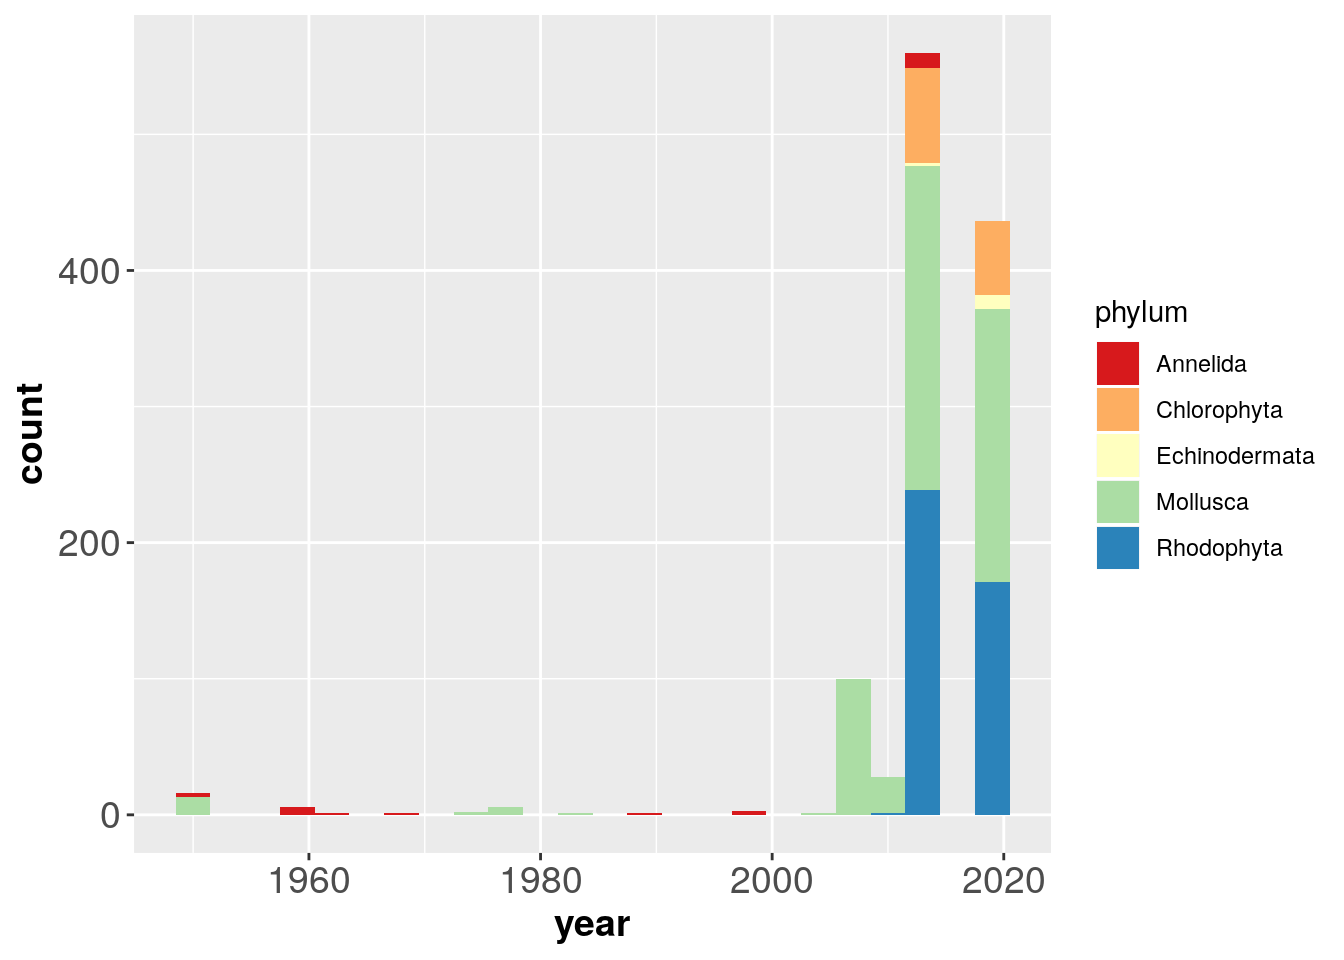 400
200
0
count
1960 1980 2000 2020
year
phylum
Annelida
Chlorophyta
Echinodermata
Mollusca
Rhodophyta